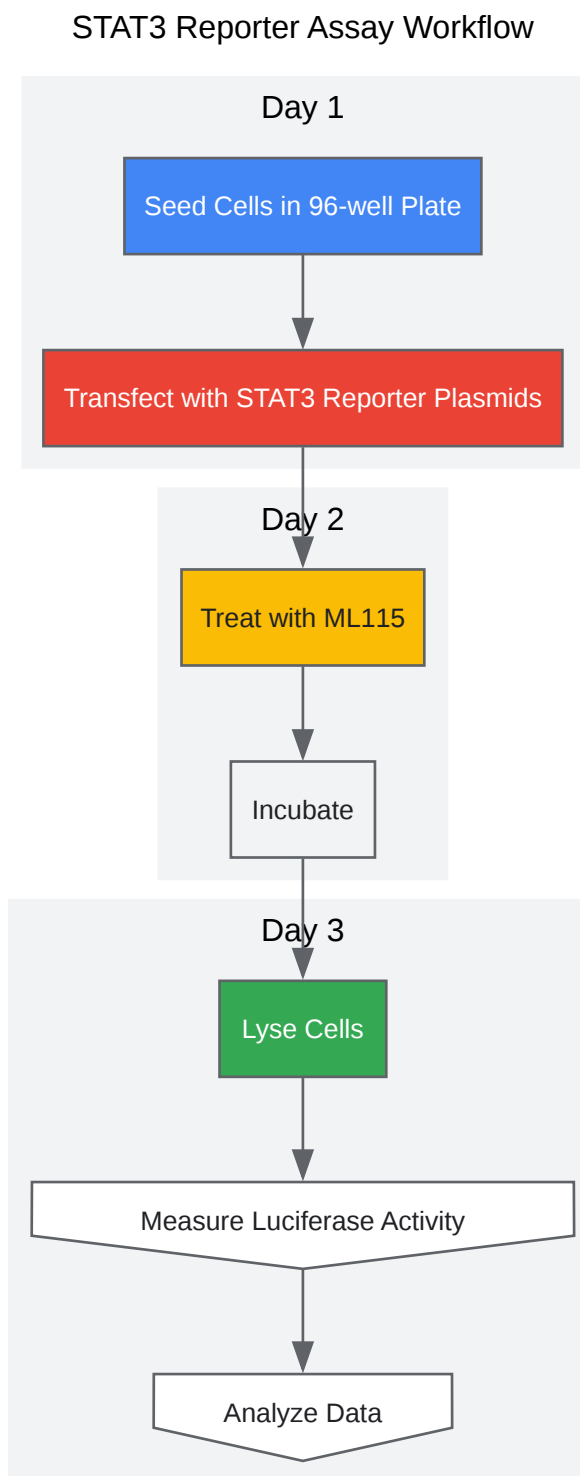 STAT3 Reporter Assay Workflow
Day 1
Seed Cells in 96-well Plate
Transfect with STAT3 Reporter Plasmids
Day 2
Treat with ML115
Incubate
Day 3
Lyse Cells
Measure Luciferase Activity
Analyze Data